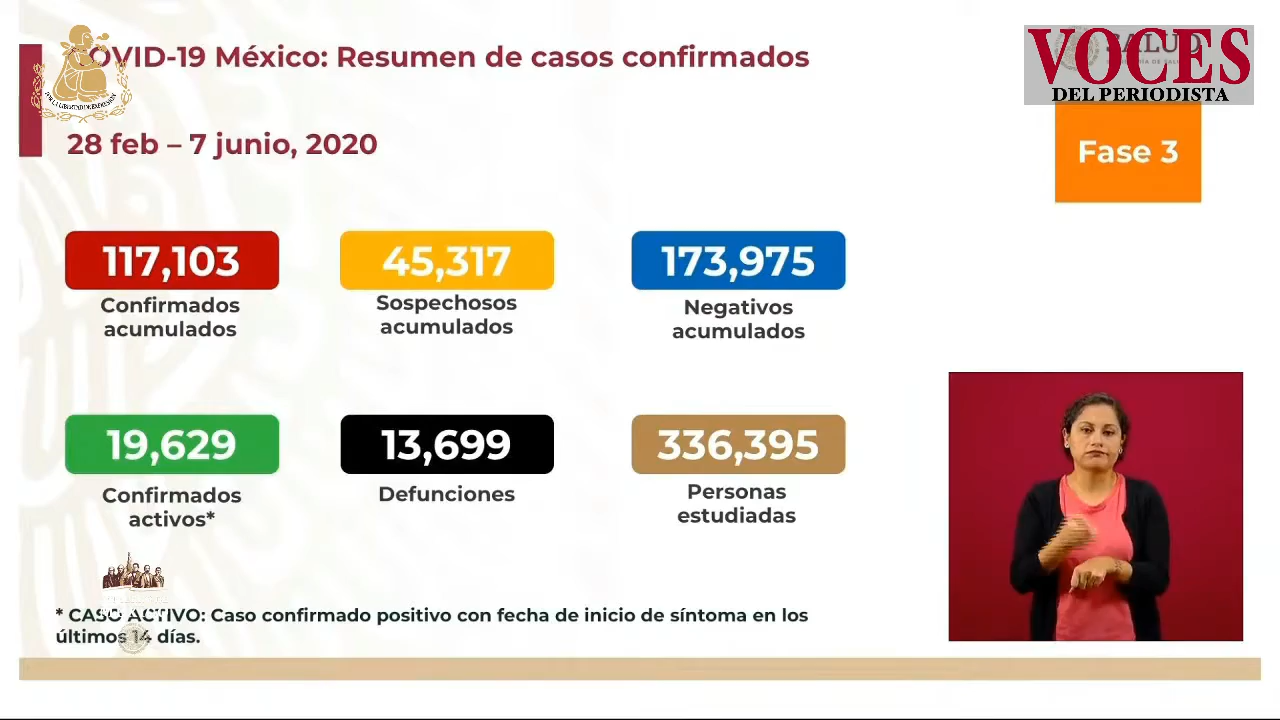 COVID-19 México: Resumen de casos confirmados
28 feb – 7 junio, 2020
VOCES
DEL PERIODISTA
Fase 3
117,103
Confirmados
acumulados
45,317
Sospechosos
acumulados
173,975
Negativos
acumulados
19,629
Confirmados
activos*
13,699
Defunciones
336,395
Personas
estudiadas
* CASO ACTIVO: Caso confirmado positivo con fecha de inicio de síntoma en los
últimos 14 días.